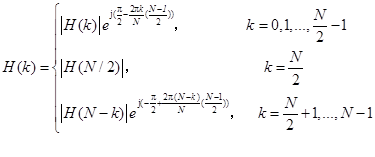 H(k) = { |H(k)| e^{j(π/2 - 2πk/N (N-1/2))}, k = 0,1,...,N/2 - 1
|H(N/2)|, k = N/2
|H(N-k)| e^{j(-π/2 + 2π(N-k)/N (N-1/2))}, k = N/2 + 1,...,N-1